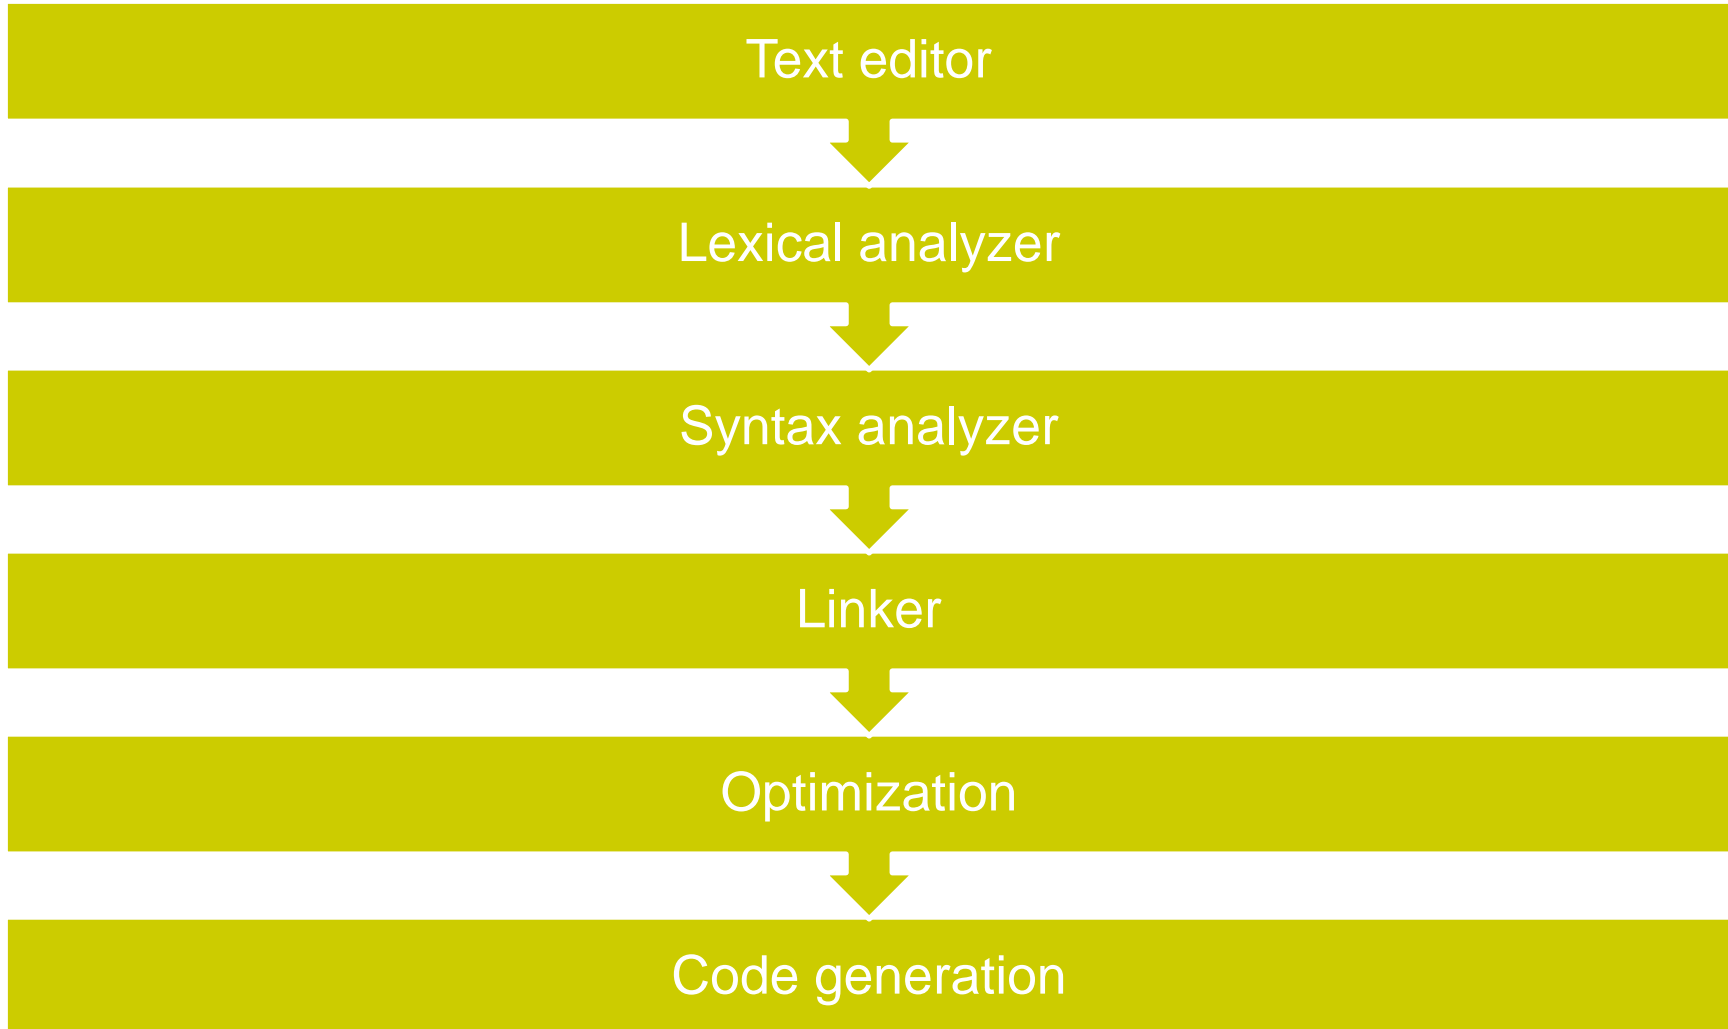 Text editor
Lexical analyzer
Syntax analyzer
Linker
Optimization
Code generation